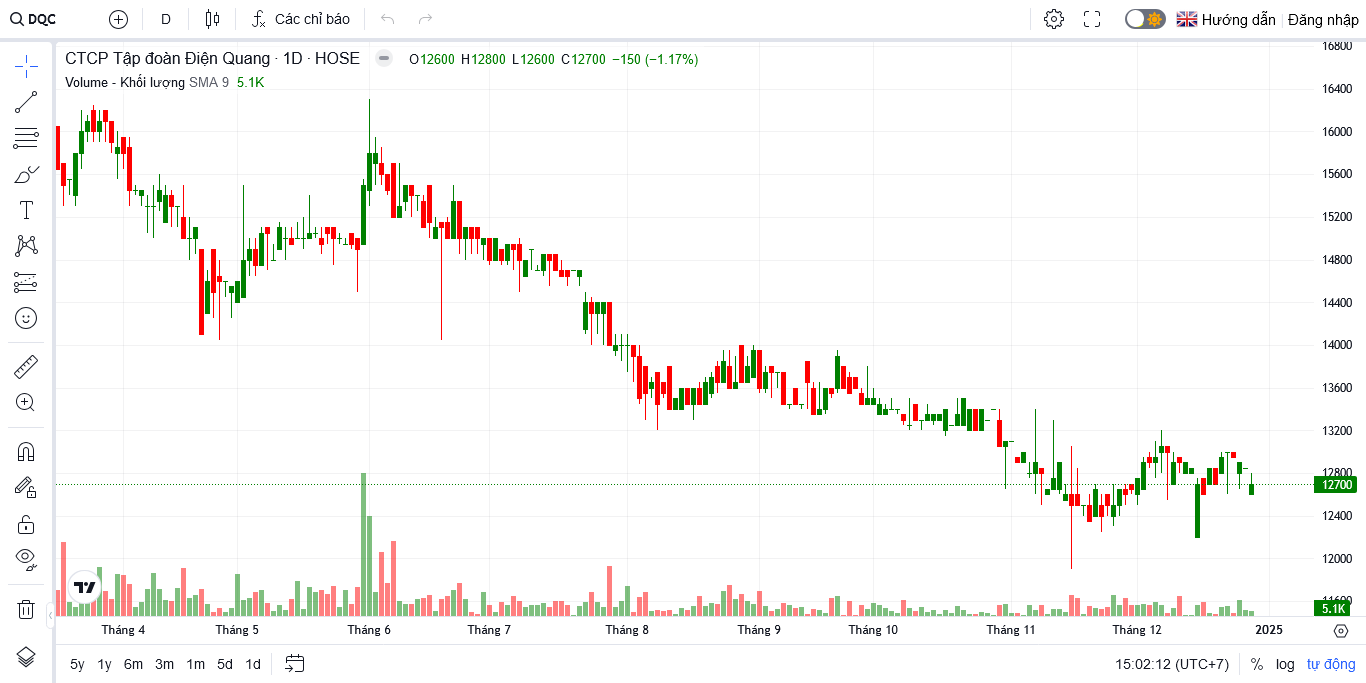 DQC D Các chỉ báo Hướng dẫn Đăng nhập
CTCP Tập đoàn Điện Quang · 1D · HOSE O12600 H12800 L12600 C12700 −150 (−1.17%)
Volume - Khối lượng SMA 9 5.1K
16800
16400
16000
15600
15200
14800
14400
14000
13600
13200
12800
12700
12400
12000
11600
5.1K
Tháng 4 Tháng 5 Tháng 6 Tháng 7 Tháng 8 Tháng 9 Tháng 10 Tháng 11 Tháng 12 2025
5y 1y 6m 3m 1m 5d 1d 15:02:12 (UTC+7) % log tự động